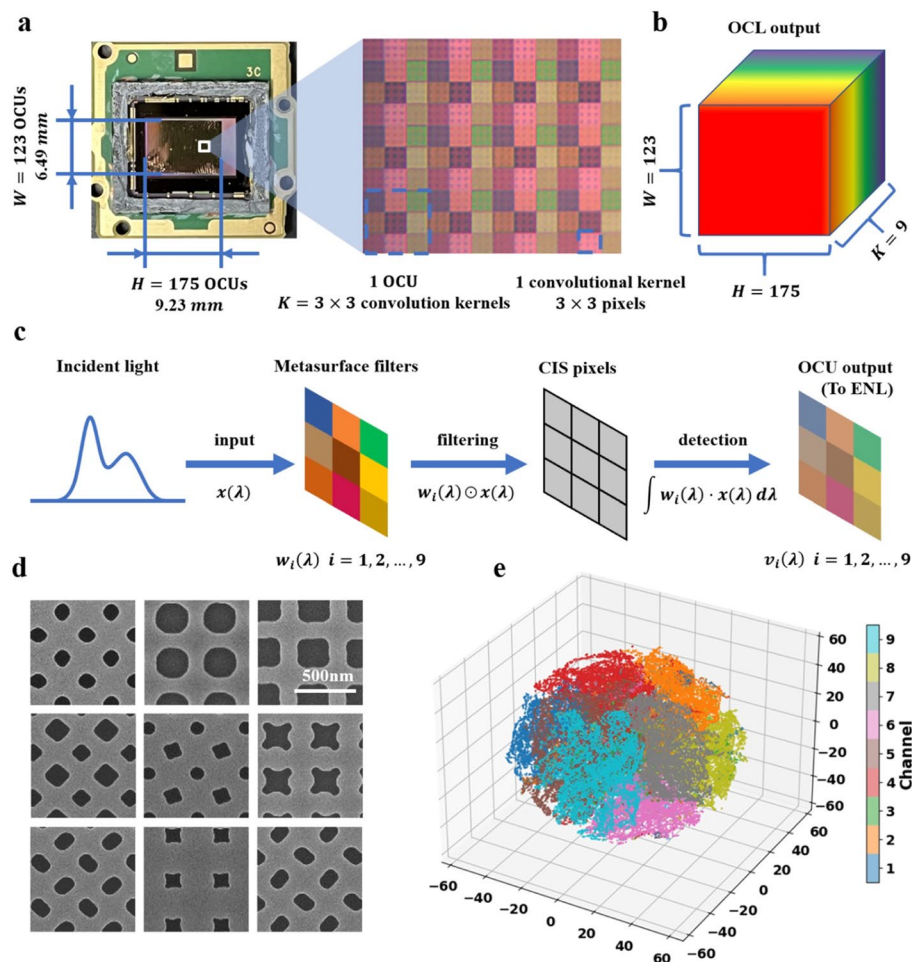 a
3C
W = 123 OCUs
6.49 mm
H = 175 OCUs
9.23 mm
1 OCU
K = 3 × 3 convolution kernels
1 convolutional kernel
3 × 3 pixels
b
OCL output
W = 123
H = 175
K = 9
c
Incident light
Metasurface filters
CIS pixels
OCU output
(To ENL)
input
x(λ)
filtering
w_i(λ)⊙x(λ)
detection
∫ w_i(λ) · x(λ) dλ
w_i(λ) i = 1, 2, ..., 9
v_i(λ) i = 1, 2, ..., 9
d
500nm
e
60
40
20
0
−20
−40
−60
−60
−40
−20
0
20
40
60
−60
−40
−20
0
20
40
60
9
8
7
6
5
4
3
2
1
Channel